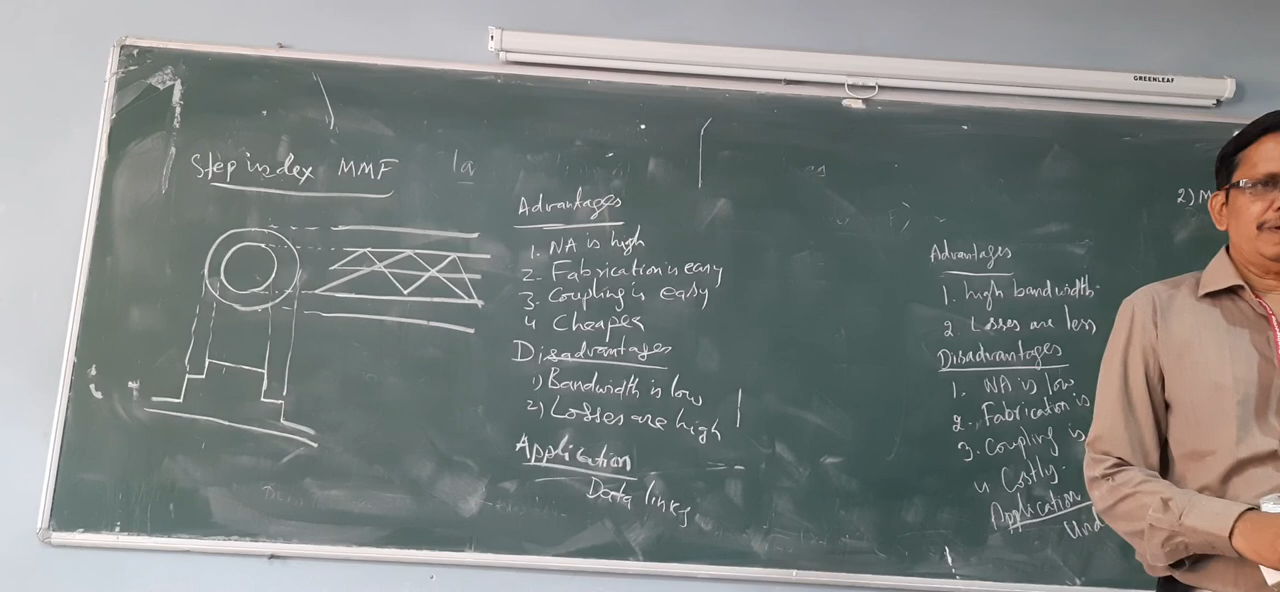 GREENLEAF
Step index MMF
Advantages
1. NA is high
2. Fabrication is easy
3. Coupling is easy
4 Cheaper
Disadvantages
1) Bandwidth is low
2) Losses are high
Application
Data links
2) M
Advantages
1. high bandwidth.
2 Losses are less
Disadvantages
1. NA is low
2. Fabrication is
3. Coupling is
4 Costly.
Application
Und